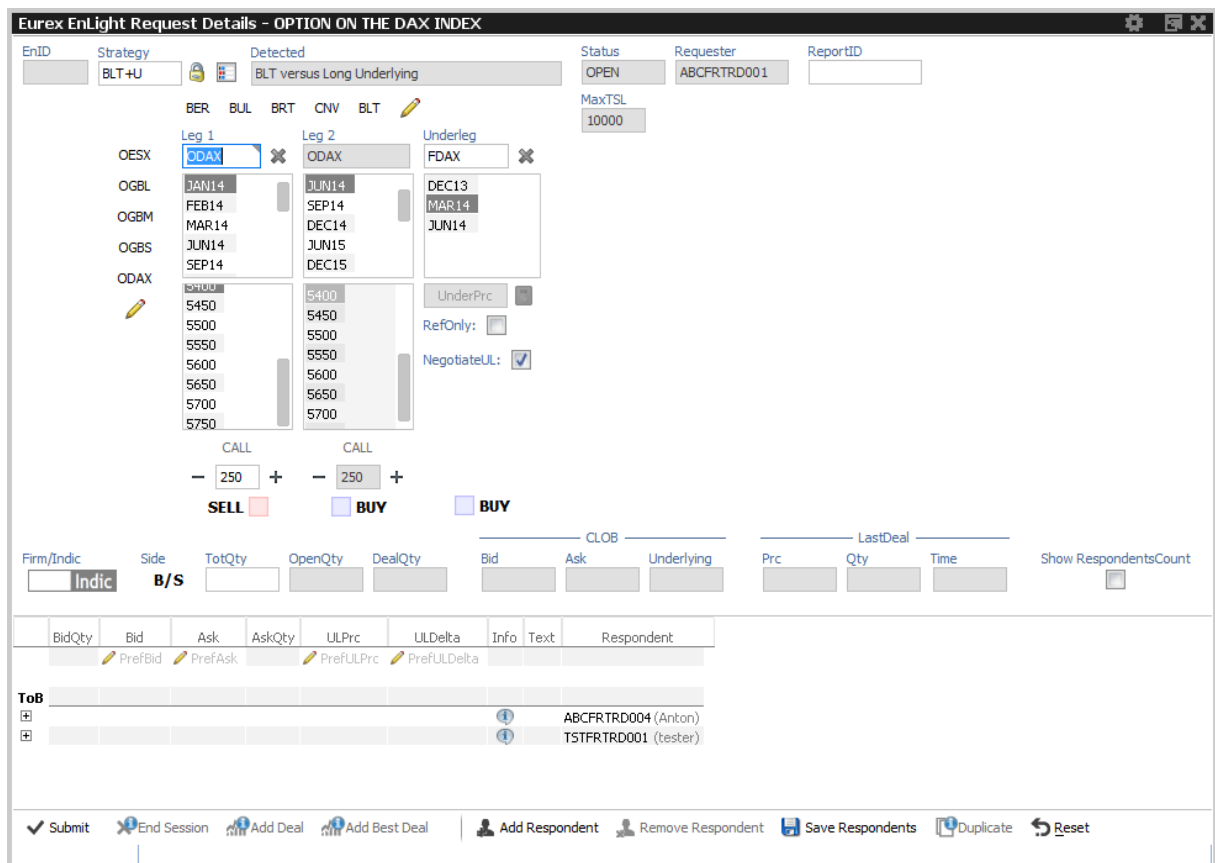 Eurex EnLight Request Details - OPTION ON THE DAX INDEX
EnID Strategy Detected Status Requester ReportID
BLT+U BLT versus Long Underlying OPEN ABCFRTRD001
MaxTSL
10000
BER BUL BRT CNV BLT
Leg 1 Leg 2 Underleg
OESX ODAX ODAX FDAX
OGBL JAN14 JUN14 DEC13
FEB14 SEP14 MAR14
OGBM MAR14 DEC14 JUN14
OGBS JUN14 JUN15
SEP14 DEC15
ODAX
5400 5400 UnderPrc
5450 5450
5500 5500 RefOnly:
5550 5550
5600 5600 NegotiateUL:
5650 5650
5700 5700
5750
CALL CALL
− 250 + − 250 +
SELL BUY BUY
CLOB LastDeal
Firm/Indic Side TotQty OpenQty DealQty Bid Ask Underlying Prc Qty Time Show RespondentsCount
Indic B/S
BidQty Bid Ask AskQty ULPrc ULDelta Info Text Respondent
PrefBid PrefAsk PrefULPrc PrefULDelta
ToB
ABCFRTRD004 (Anton)
TSTFRTRD001 (tester)
Submit End Session Add Deal Add Best Deal Add Respondent Remove Respondent Save Respondents Duplicate Reset